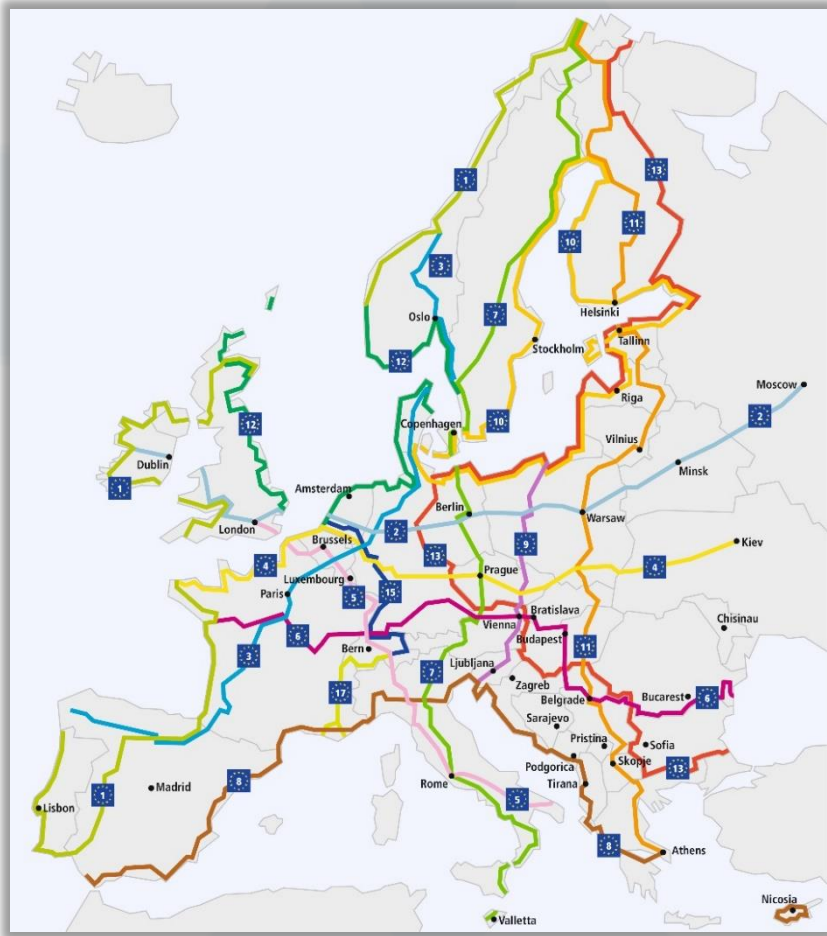 1
13
11
10
3
Oslo
7
Helsinki
Tallinn
Stockholm
12
Moscow
Riga
12
2
10
Copenhagen
Vilnius
Dublin
Minsk
1
Amsterdam
Berlin
London
2
Warsaw
Brussels
9
Kiev
4
13
4
Luxembourg
Prague
Paris
5
15
Bratislava
Chisinau
6
Vienna
Budapest
Bern
3
11
7
Ljubljana
17
Zagreb
Bucarest
6
Belgrade
Sarajevo
Pristina
Sofia
8
Podgorica
Skopje
13
Madrid
Rome
Tirana
1
5
Lisbon
8
Athens
Nicosia
Valletta